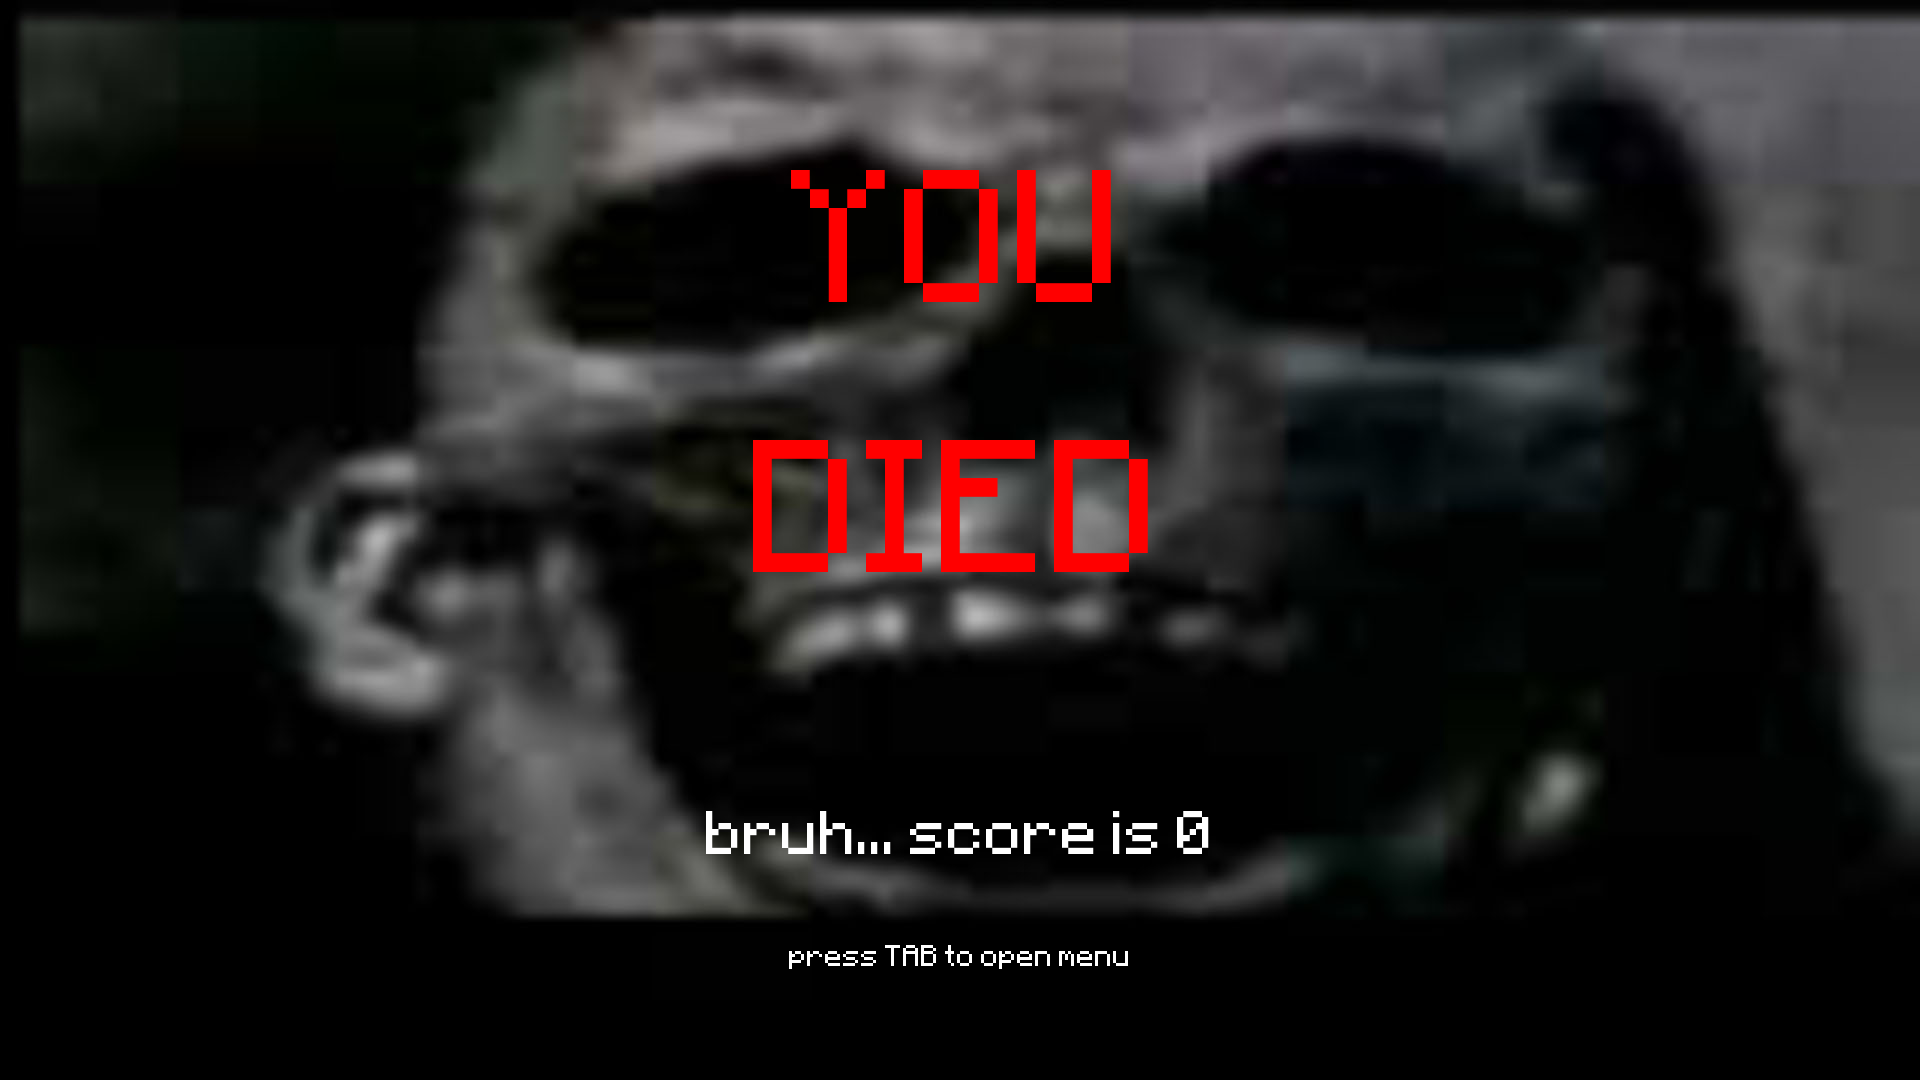 YOU
DIED
bruh... score is 0
press TAB to open menu